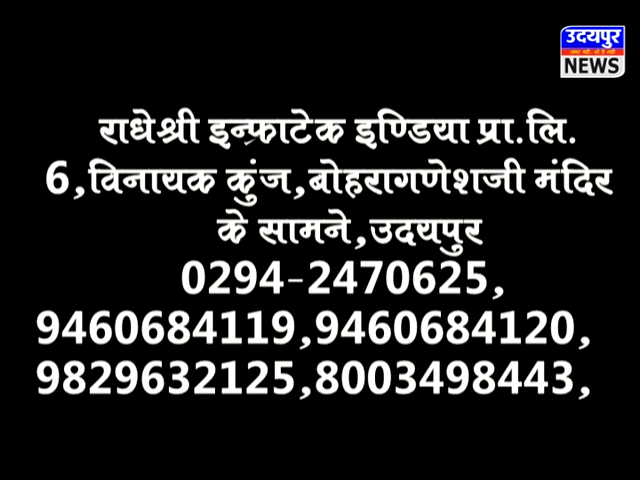 उदयपुर
NEWS
राधेश्री इन्फ्राटेक इण्डिया प्रा.लि.
6,विनायक कुंज,बोहरागणेशजी मंदिर
के सामने,उदयपुर
0294-2470625,
9460684119,9460684120,
9829632125,8003498443,